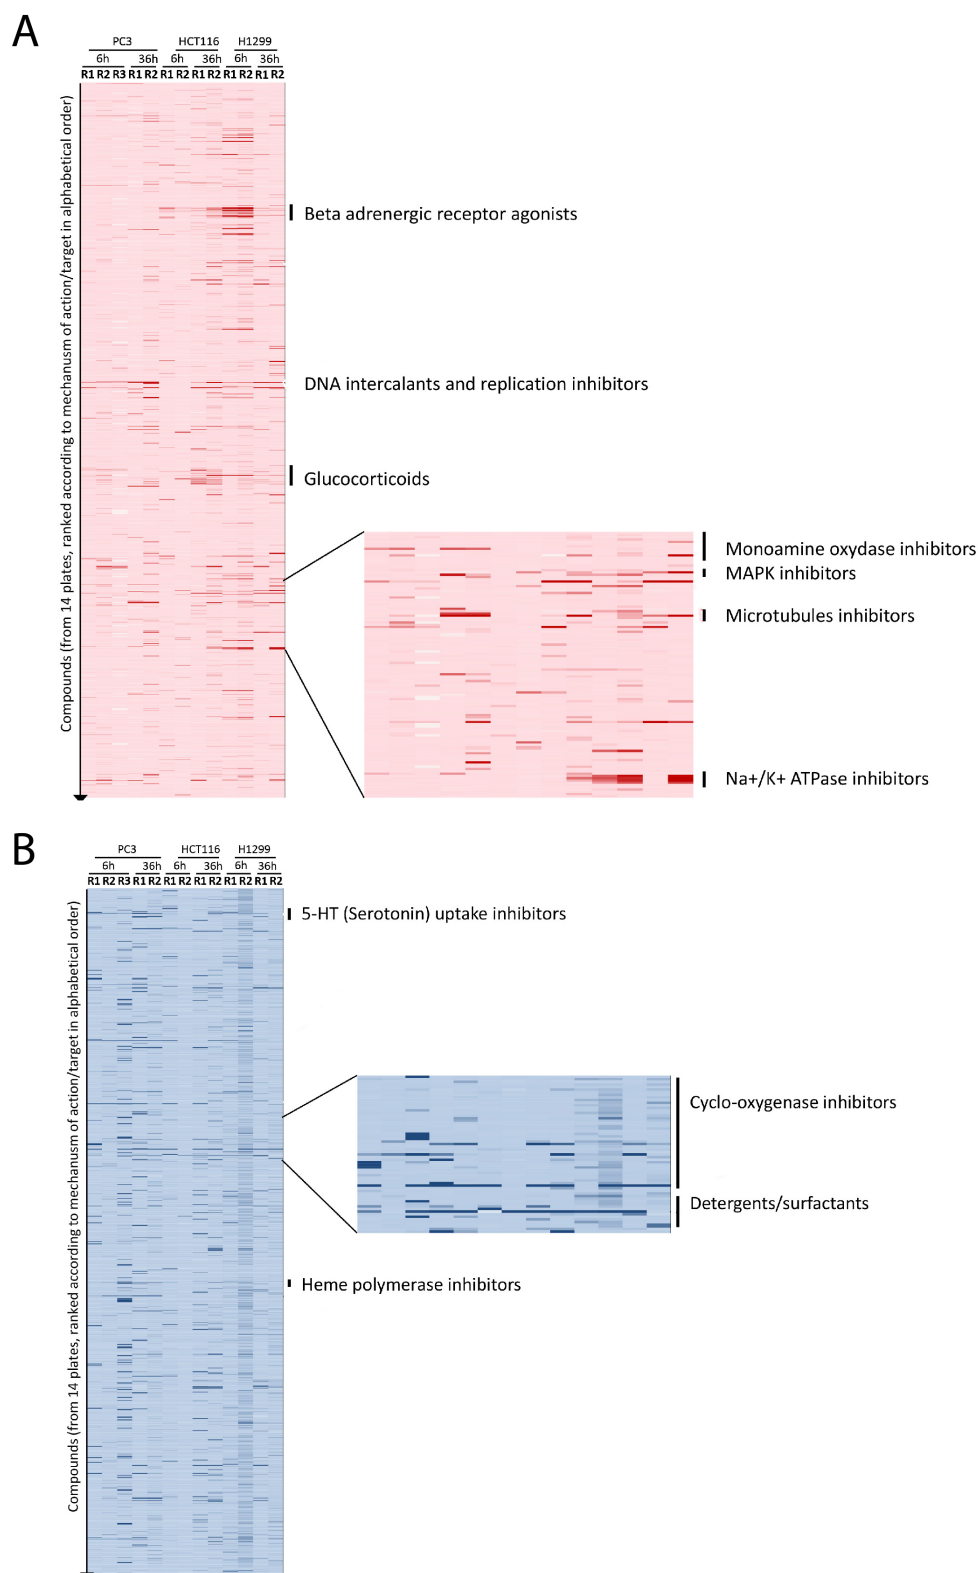 A
PC3 HCT116 H1299
6h 36h 6h 36h 6h 36h
R1 R2 R3 R1 R2 R1 R2 R1 R2 R1 R2 R1 R2
Compounds (from 14 plates, ranked according to mechanusm of action/target in alphabetical order)
Beta adrenergic receptor agonists
DNA intercalants and replication inhibitors
Glucocorticoids
Monoamine oxydase inhibitors
MAPK inhibitors
Microtubules inhibitors
Na+/K+ ATPase inhibitors
B
PC3 HCT116 H1299
6h 36h 6h 36h 6h 36h
R1 R2 R3 R1 R2 R1 R2 R1 R2 R1 R2 R1 R2
Compounds (from 14 plates, ranked according to mechanusm of action/target in alphabetical order)
5-HT (Serotonin) uptake inhibitors
Cyclo-oxygenase inhibitors
Detergents/surfactants
Heme polymerase inhibitors